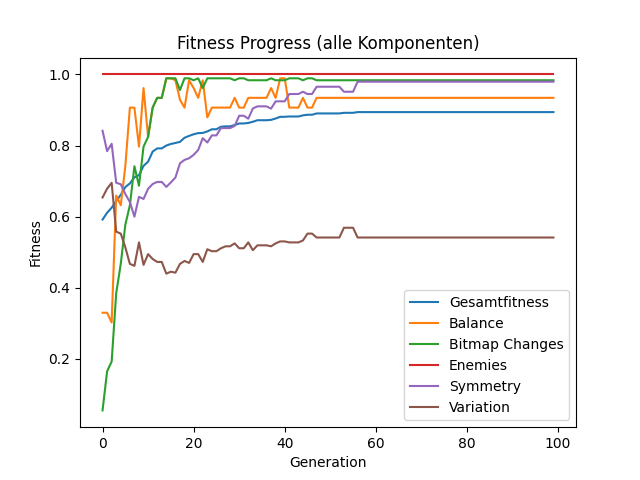 Fitness Progress (alle Komponenten)
1.0
0.8
0.6
0.4
0.2
Fitness
0
20
40
60
80
100
Generation
Gesamtfitness
Balance
Bitmap Changes
Enemies
Symmetry
Variation